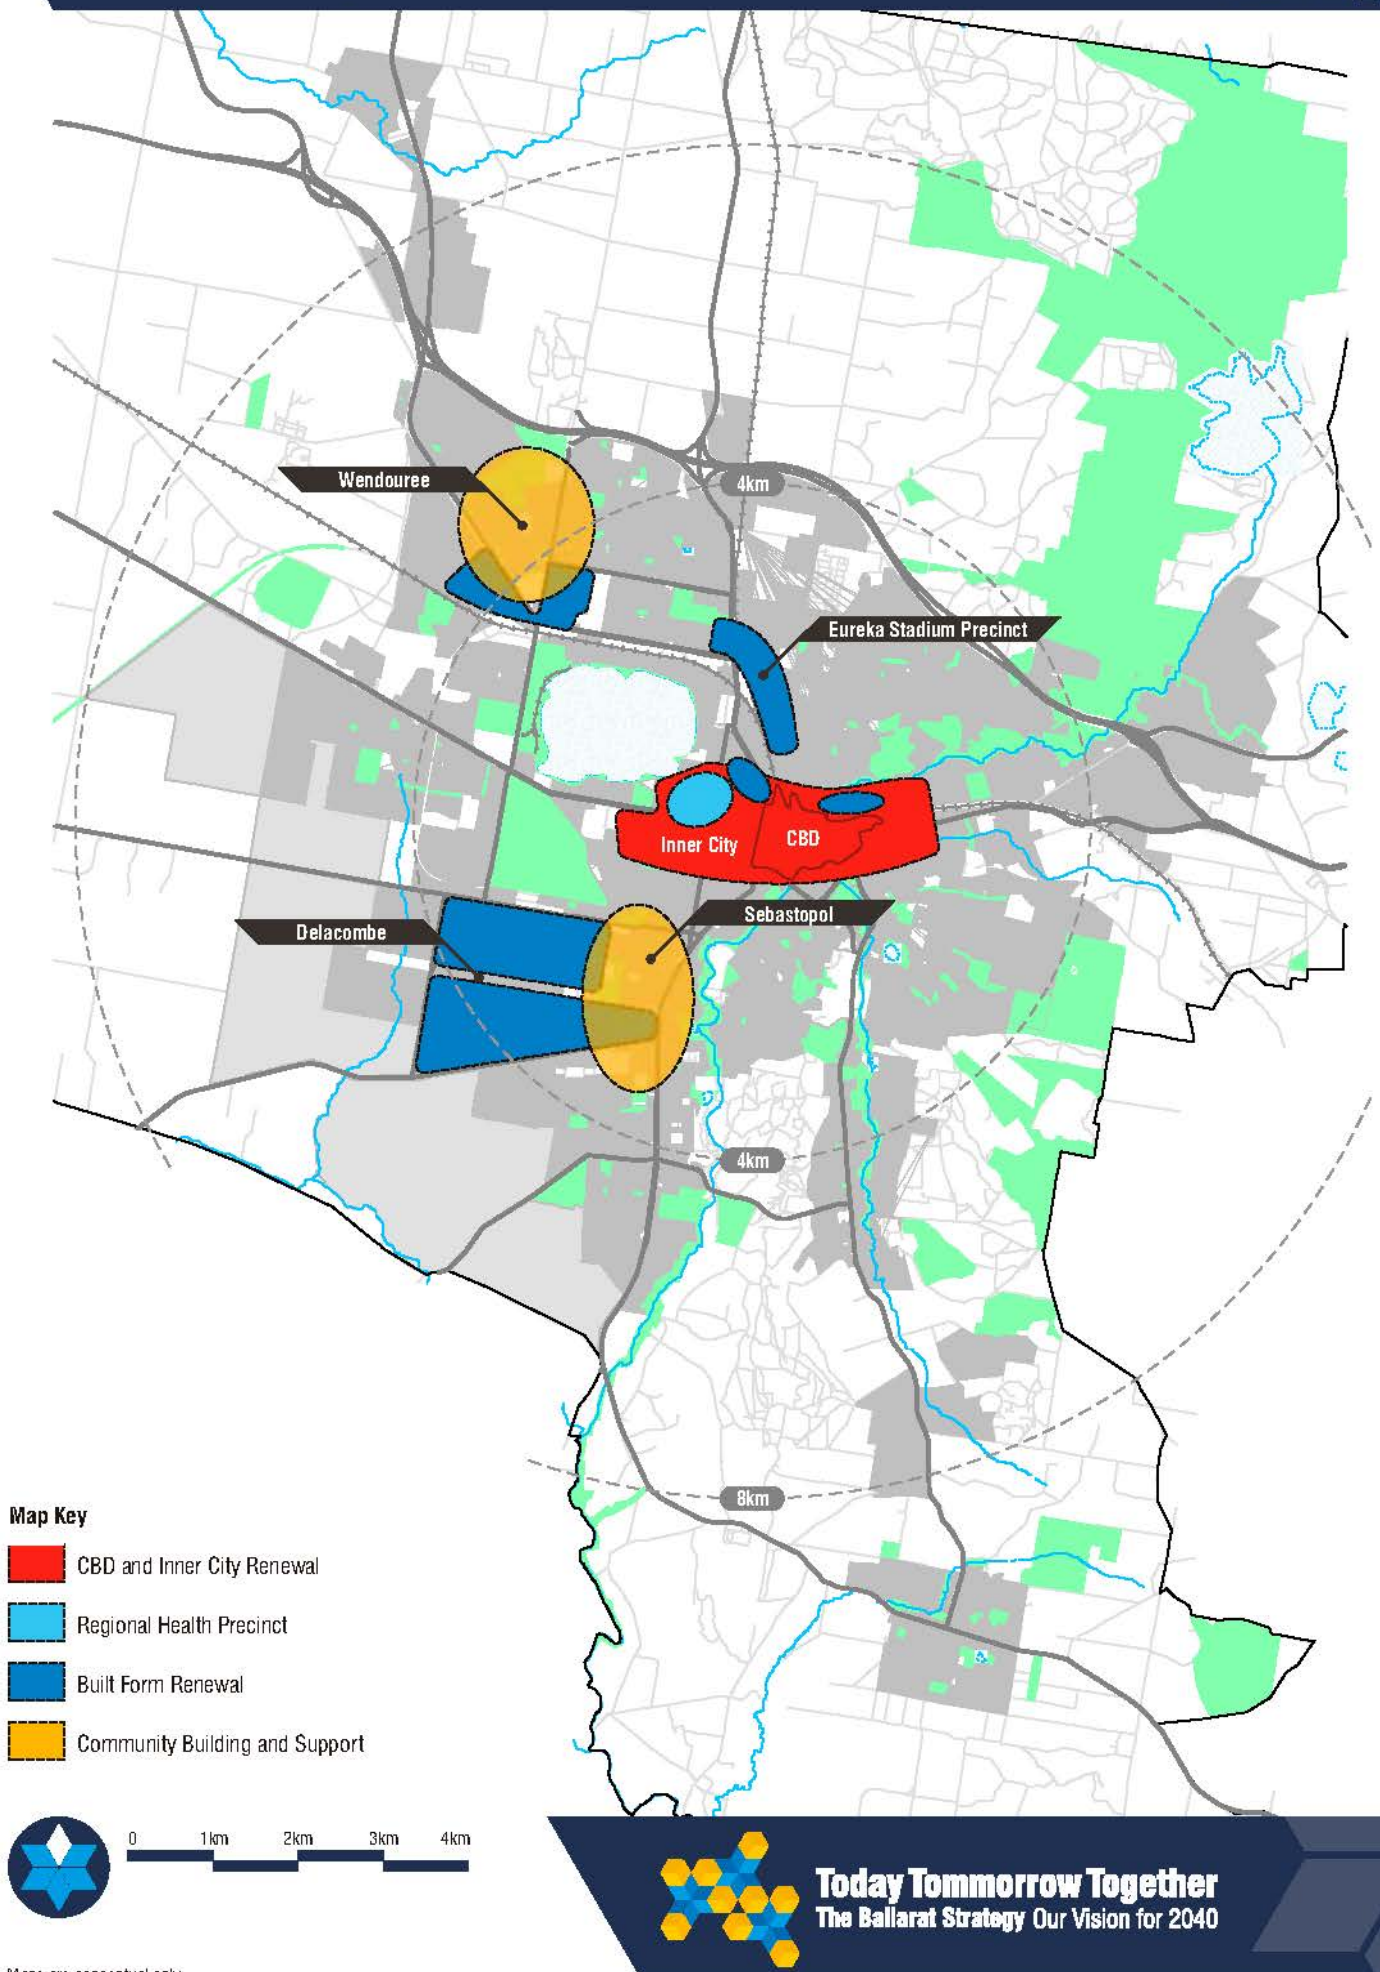 Wendouree
4km
Eureka Stadium Precinct
Inner City
CBD
Sebastopol
Delacombe
4km
8km
Map Key
CBD and Inner City Renewal
Regional Health Precinct
Built Form Renewal
Community Building and Support
0 1km 2km 3km 4km
Today Tommorrow Together
The Ballarat Strategy Our Vision for 2040